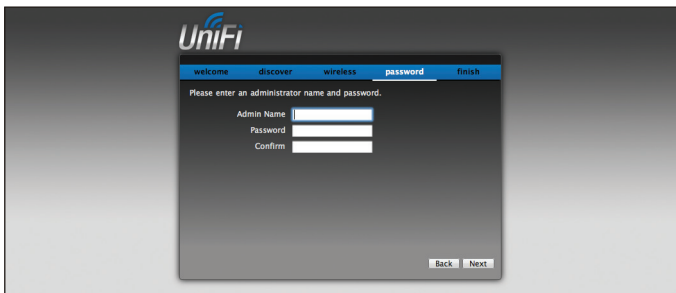 UniFi
welcome discover wireless password finish
Please enter an administrator name and password.
Admin Name
Password
Confirm
Back Next